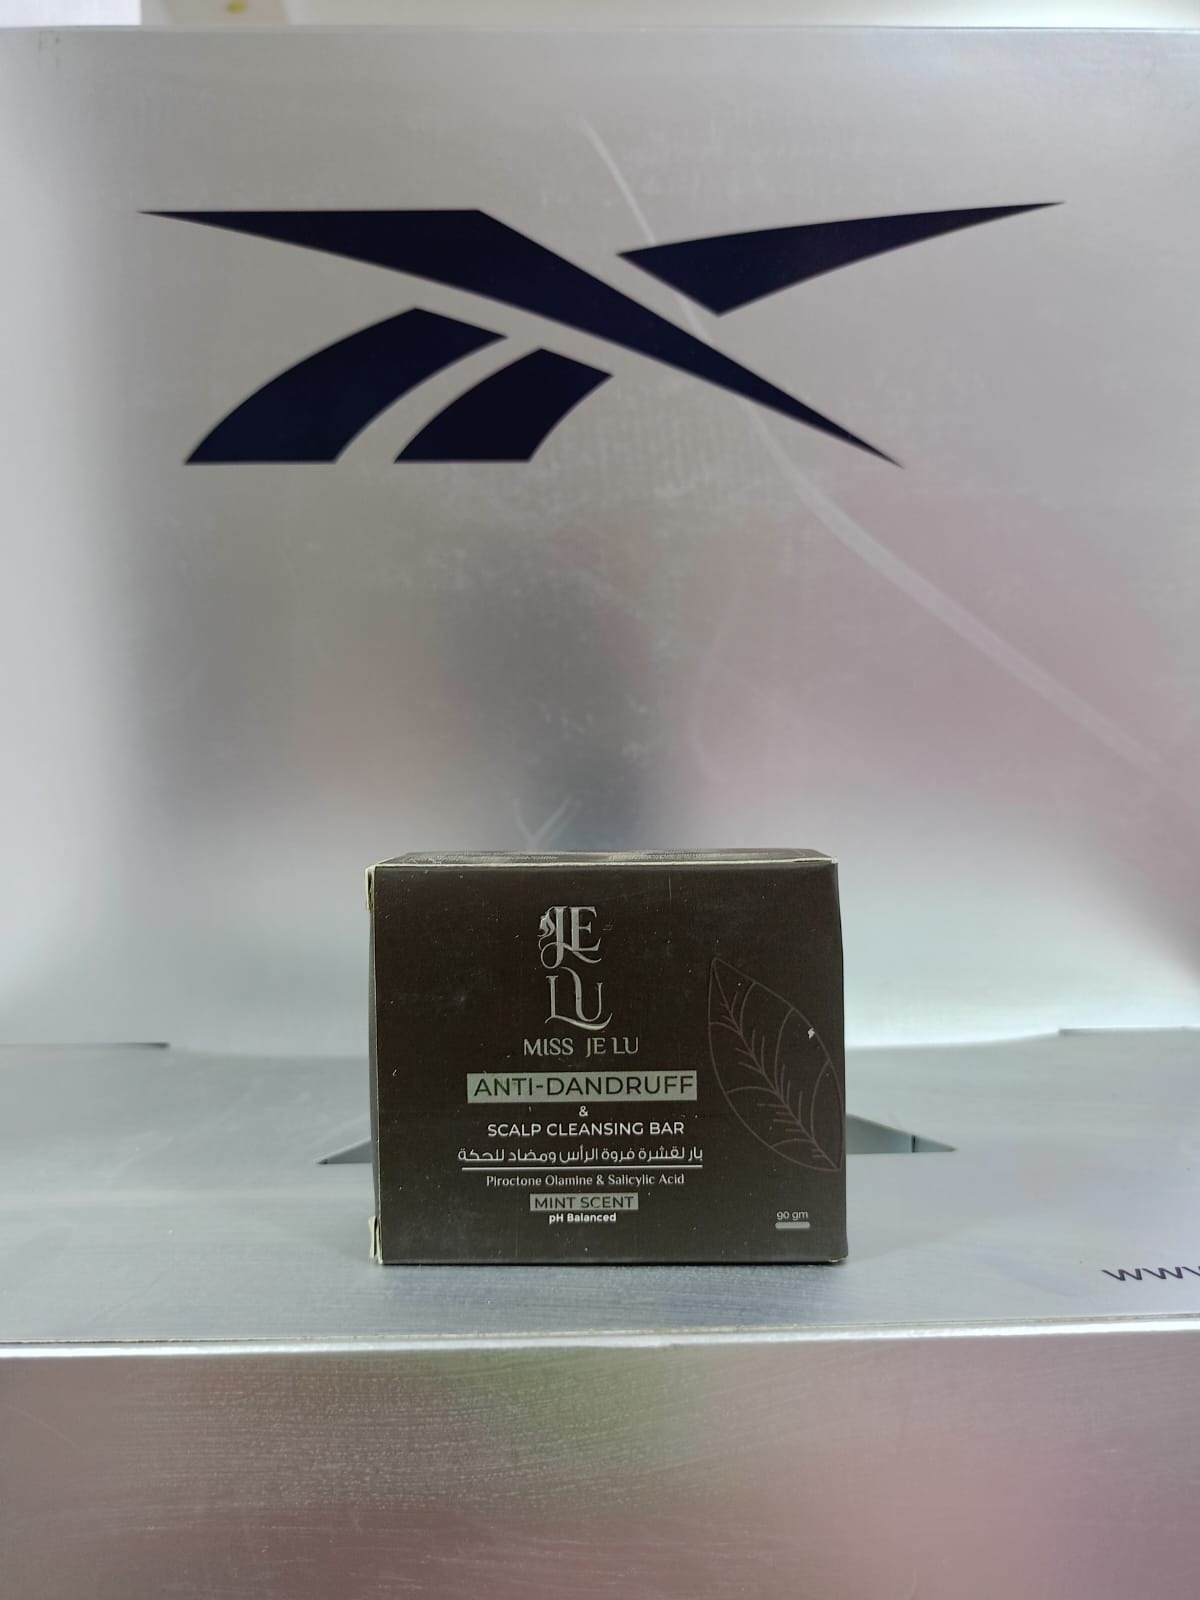 JE
LU
MISS JE LU
ANTI-DANDRUFF
&
SCALP CLEANSING BAR
بار لقشرة فروة الرأس ومضاد للحكة
Piroctone Olamine & Salicylic Acid
MINT SCENT
pH Balanced
90 gm
www